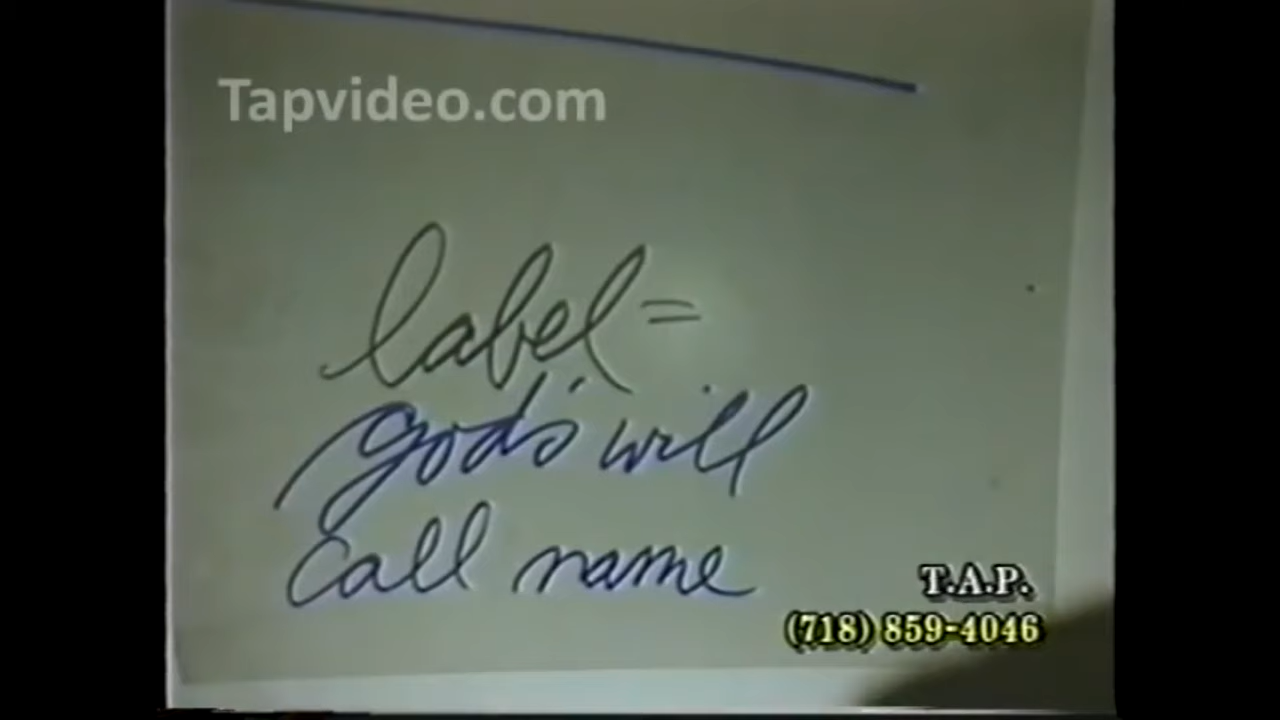 Tapvideo.com
label =
god's will
call name
T.A.P.
(718) 859-4046